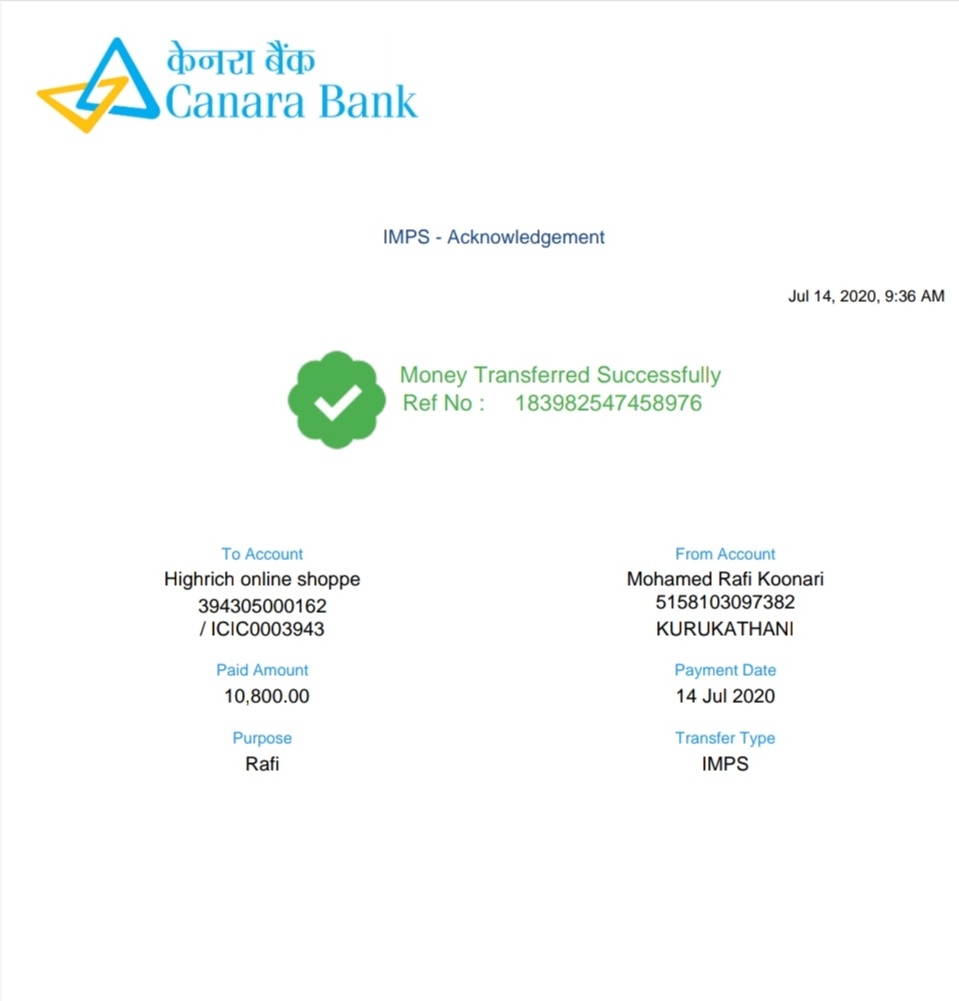 केनरा बैंक
Canara Bank
IMPS - Acknowledgement
Jul 14, 2020, 9:36 AM
Money Transferred Successfully
Ref No : 183982547458976
To Account
Highrich online shoppe
394305000162
/ ICIC0003943
Paid Amount
10,800.00
Purpose
Rafi
From Account
Mohamed Rafi Koonari
5158103097382
KURUKATHANI
Payment Date
14 Jul 2020
Transfer Type
IMPS